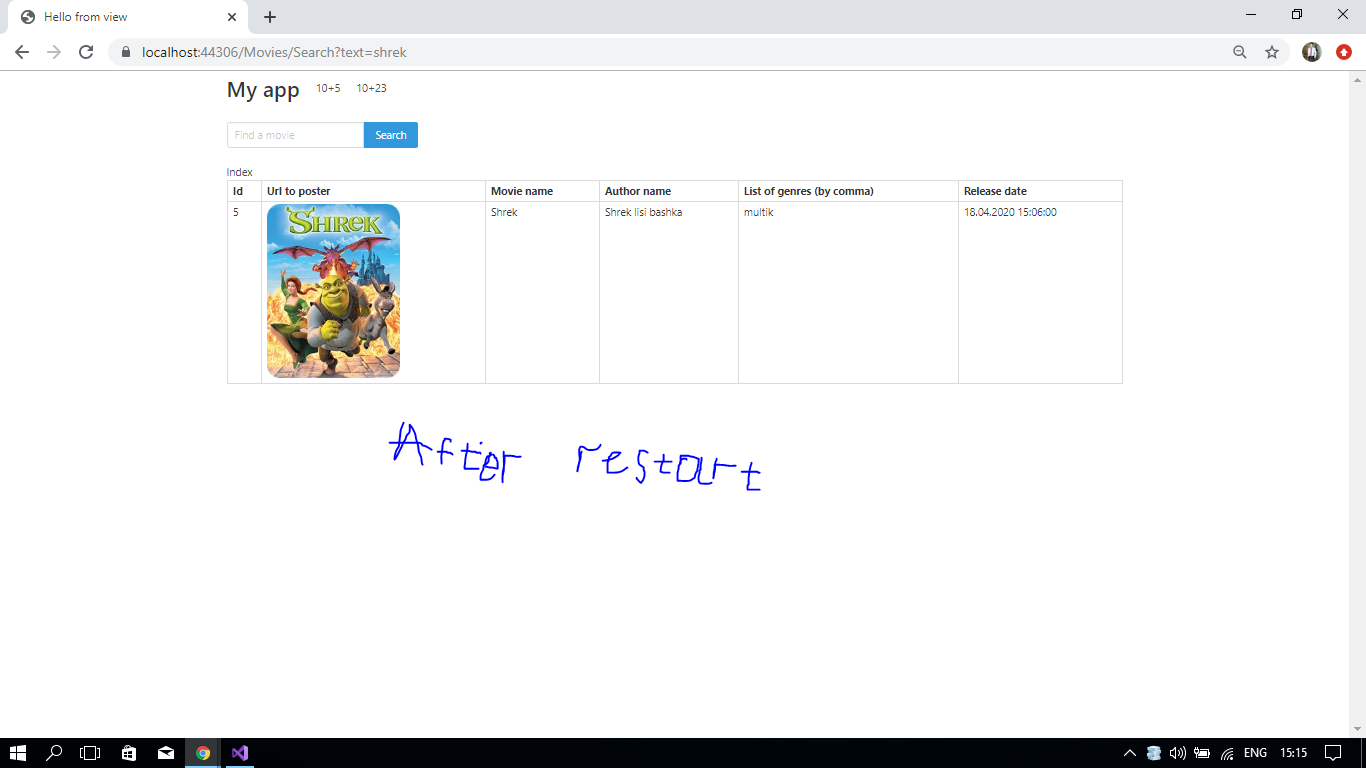 Hello from view
localhost:44306/Movies/Search?text=shrek
My app 10+5 10+23
Find a movie Search
Index
Id Url to poster Movie name Author name List of genres (by comma) Release date
5 SHREK Shrek Shrek lisi bashka multik 18.04.2020 15:06:00
After restart
ENG 15:15